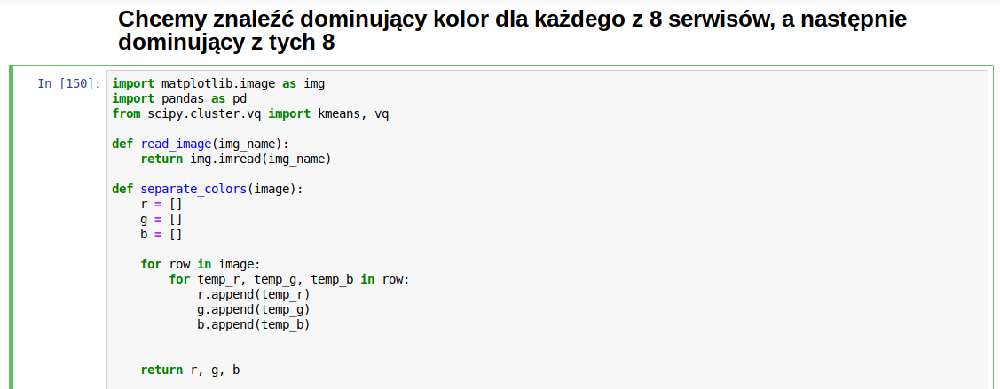 Chcemy znaleźć dominujący kolor dla każdego z 8 serwisów, a następnie
dominujący z tych 8
In [150]:
import matplotlib.image as img
import pandas as pd
from scipy.cluster.vq import kmeans, vq
def read_image(img_name):
    return img.imread(img_name)
def separate_colors(image):
    r = []
    g = []
    b = []
    for row in image:
        for temp_r, temp_g, temp_b in row:
            r.append(temp_r)
            g.append(temp_g)
            b.append(temp_b)
    return r, g, b